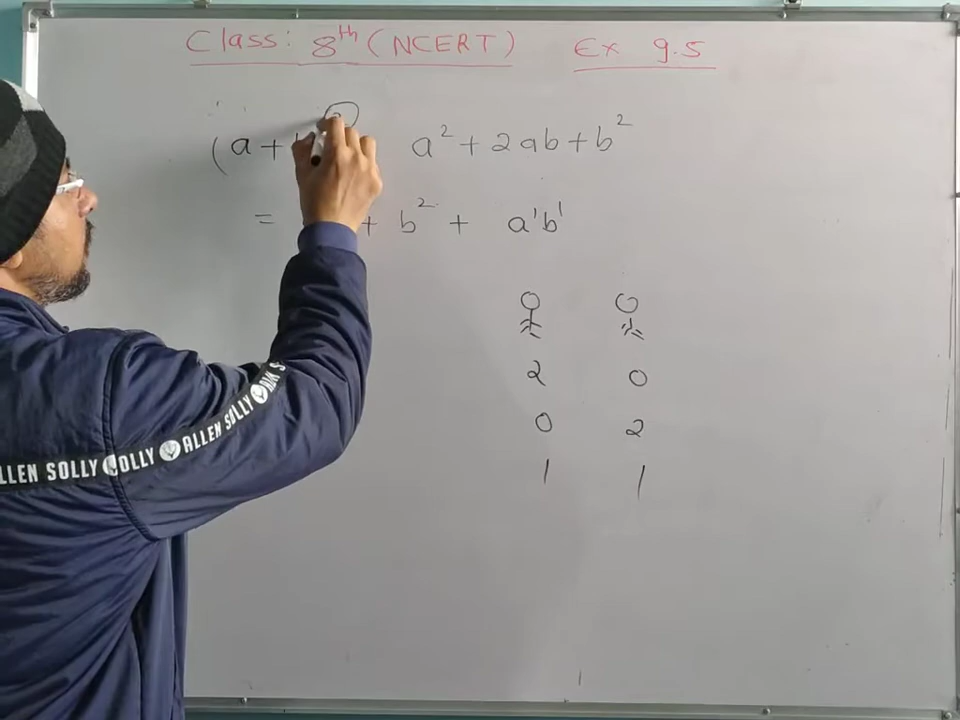 Class: 8th (NCERT) Ex 9.5
(a + a² + 2ab + b²
= + b² + a¹b¹
2 0
0 2
1 1
ALLEN SOLLY
SOLLY
ALLEN SOLLY